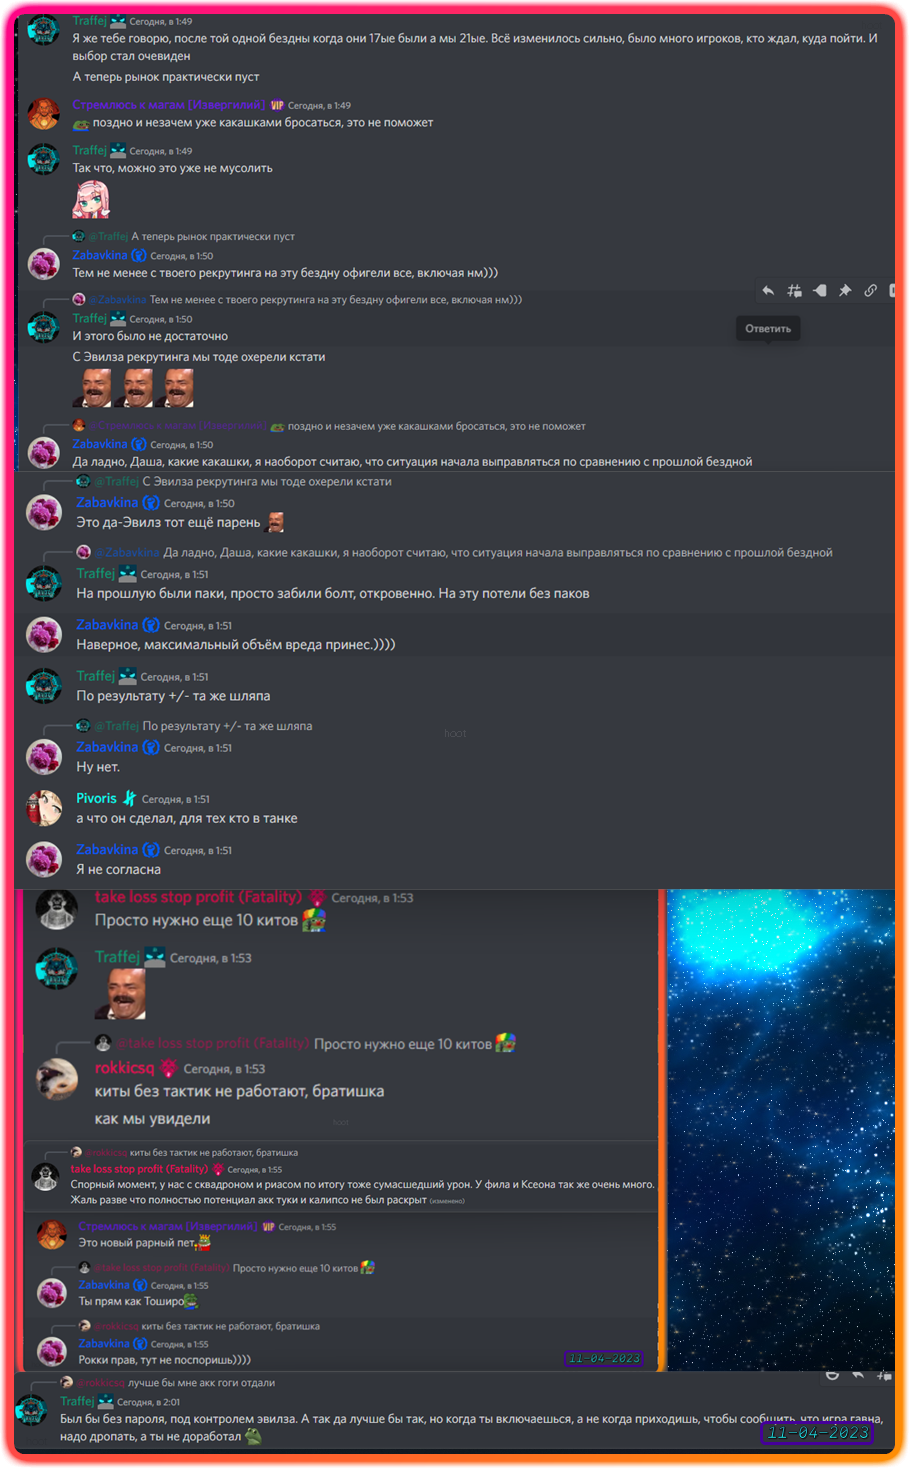 Traffej Сегодня, в 1:49
Я же тебе говорю, после той одной бездны когда они 17ые были а мы 21ые. Всё изменилось сильно, было много игроков, кто ждал, куда пойти. И
выбор стал очевиден
А теперь рынок практически пуст
Стремлюсь к магам [Извергилий] VIP Сегодня, в 1:49
поздно и незачем уже какашками бросаться, это не поможет
Traffej Сегодня, в 1:49
Так что, можно это уже не мусолить
@Traffej А теперь рынок практически пуст
Zabavkina Сегодня, в 1:50
Тем не менее с твоего рекрутинга на эту бездну офигели все, включая нм)))
@Zabavkina Тем не менее с твоего рекрутинга на эту бездну офигели все, включая нм)))
Traffej Сегодня, в 1:50
И этого было не достаточно
Ответить
С Эвилза рекрутинга мы тоде охерели кстати
@Стремлюсь к магам [Извергилий] поздно и незачем уже какашками бросаться, это не поможет
Zabavkina Сегодня, в 1:50
Да ладно, Даша, какие какашки, я наоборот считаю, что ситуация начала выправляться по сравнению с прошлой бездной
@Traffej С Эвилза рекрутинга мы тоде охерели кстати
Zabavkina Сегодня, в 1:50
Это да-Эвилз тот ещё парень
@Zabavkina Да ладно, Даша, какие какашки, я наоборот считаю, что ситуация начала выправляться по сравнению с прошлой бездной
Traffej Сегодня, в 1:51
На прошлую были паки, просто забили болт, откровенно. На эту потели без паков
Zabavkina Сегодня, в 1:51
Наверное, максимальный объём вреда принес.))))
Traffej Сегодня, в 1:51
По результату +/- та же шляпа
@Traffej По результату +/- та же шляпа
hoot
Zabavkina Сегодня, в 1:51
Ну нет.
Pivoris Сегодня, в 1:51
а что он сделал, для тех кто в танке
Zabavkina Сегодня, в 1:51
Я не согласна
take loss stop profit (Fatality) Сегодня, в 1:53
Просто нужно еще 10 китов
Traffej Сегодня, в 1:53
@take loss stop profit (Fatality) Просто нужно еще 10 китов
rokkicsq Сегодня, в 1:53
киты без тактик не работают, братишка
как мы увидели
hoot
@rokkicsq киты без тактик не работают, братишка
take loss stop profit (Fatality) Сегодня, в 1:55
Спорный момент, у нас с сквадроном и риасом по итогу тоже сумасшедший урон. У фила и Ксеона так же очень много.
Жаль разве что полностью потенциал акк туки и калипсо не был раскрыт (изменено)
Стремлюсь к магам [Извергилий] VIP Сегодня, в 1:55
Это новый рарный пет.
@take loss stop profit (Fatality) Просто нужно еще 10 китов
Zabavkina Сегодня, в 1:55
Ты прям как Тоширо
@rokkicsq киты без тактик не работают, братишка
Zabavkina Сегодня, в 1:55
Рокки прав, тут не поспоришь))))
11-04-2023
@rokkicsq лучше бы мне акк гоги отдали
Traffej Сегодня, в 2:01
Был бы без пароля, под контролем эвилза. А так да лучше бы так, но когда ты включаешься, а не когда приходишь, чтобы сообщить, что игра гавна,
надо дропать, а ты не доработал
11-04-2023